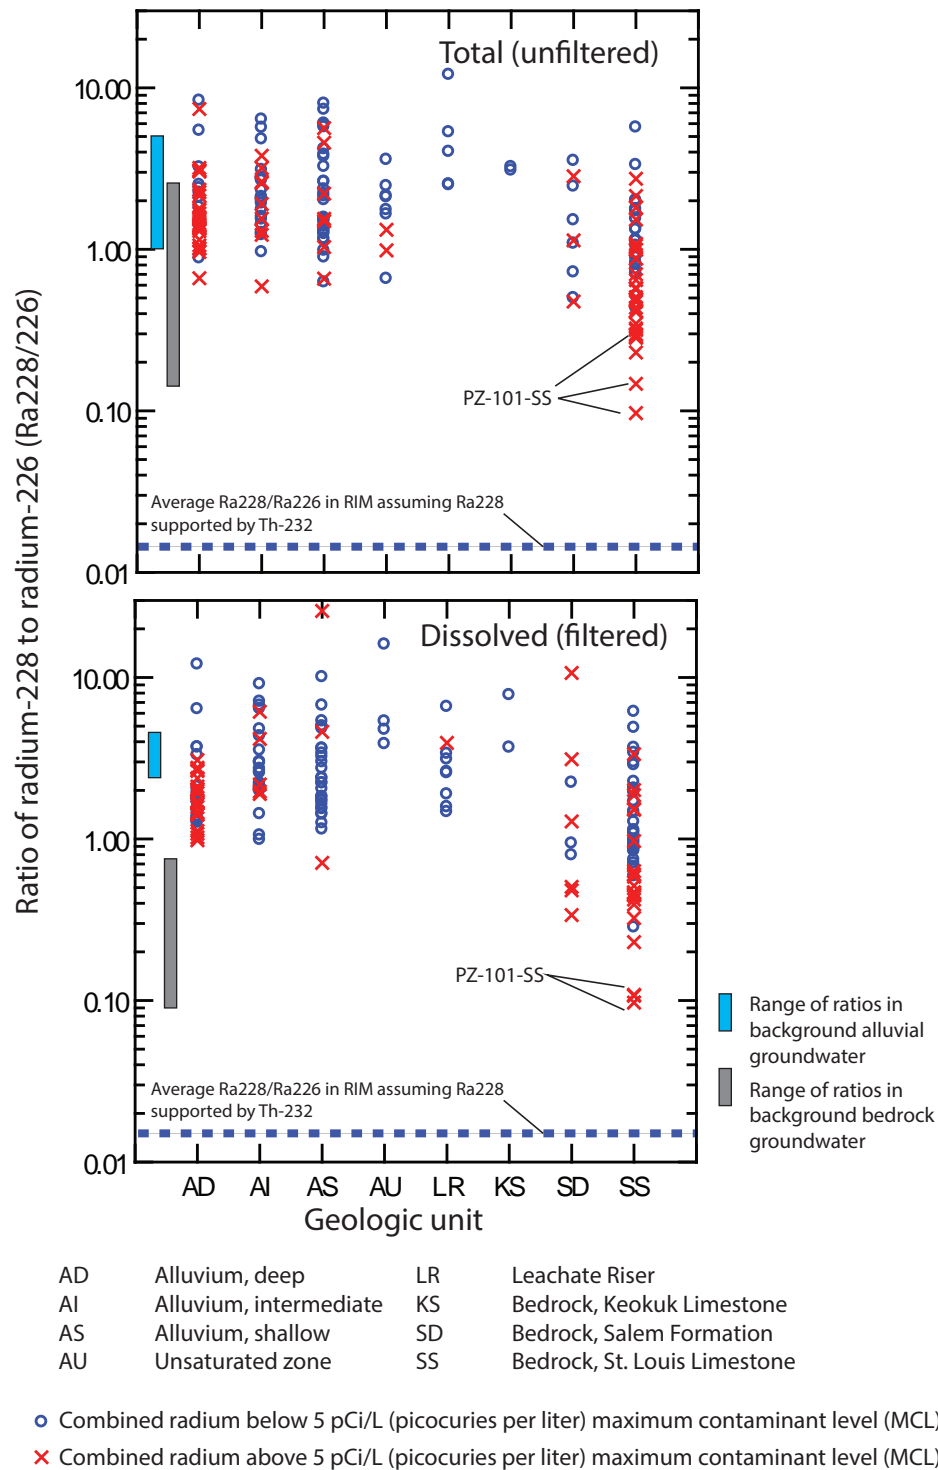 Total (unfiltered)
10.00
1.00
0.10
0.01
PZ-101-SS
Average Ra228/Ra226 in RIM assuming Ra228
supported by Th-232
Ratio of radium-228 to radium-226 (Ra228/226)
Dissolved (filtered)
10.00
1.00
0.10
0.01
PZ-101-SS
Average Ra228/Ra226 in RIM assuming Ra228
supported by Th-232
Range of ratios in
background alluvial
groundwater
Range of ratios in
background bedrock
groundwater
AD AI AS AU LR KS SD SS
Geologic unit
AD Alluvium, deep LR Leachate Riser
AI Alluvium, intermediate KS Bedrock, Keokuk Limestone
AS Alluvium, shallow SD Bedrock, Salem Formation
AU Unsaturated zone SS Bedrock, St. Louis Limestone
Combined radium below 5 pCi/L (picocuries per liter) maximum contaminant level (MCL)
Combined radium above 5 pCi/L (picocuries per liter) maximum contaminant level (MCL)